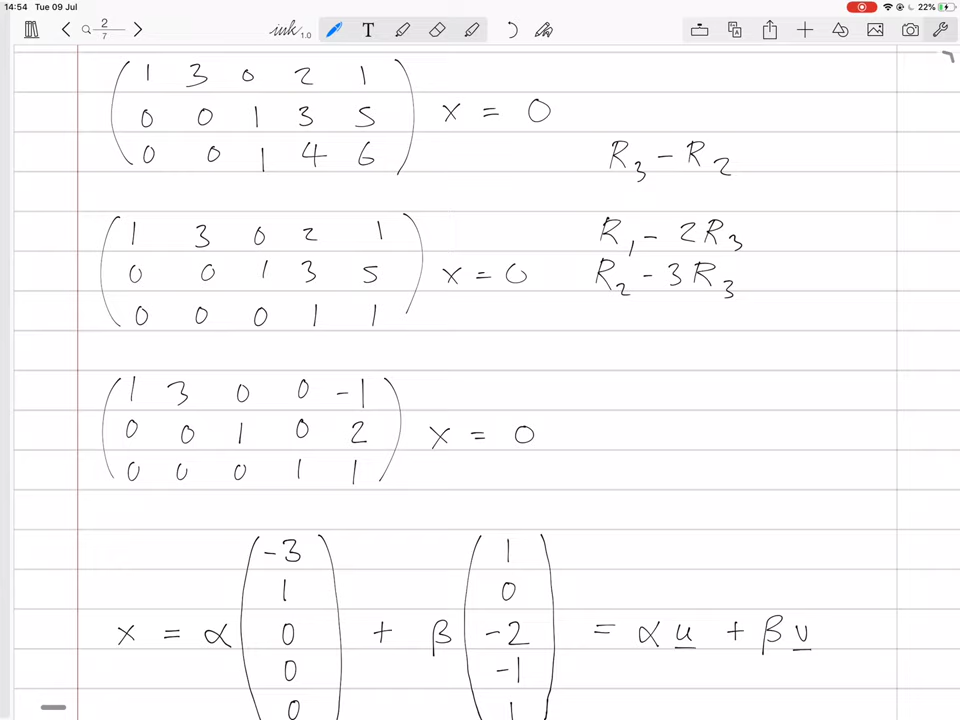 14:54 Tue 09 Jul 22%
2
7
ink 1.0 T
1 3 0 2 1
0 0 1 3 5 x = 0
0 0 1 4 6
R₃ – R₂
1 3 0 2 1 R₁ – 2R₃
0 0 1 3 5 x = 0 R₂ – 3R₃
0 0 0 1 1
1 3 0 0 -1
0 0 1 0 2 x = 0
0 0 0 1 1
-3 1
1 0
x = α 0 + β -2 = α u + β v
0 -1
0 1